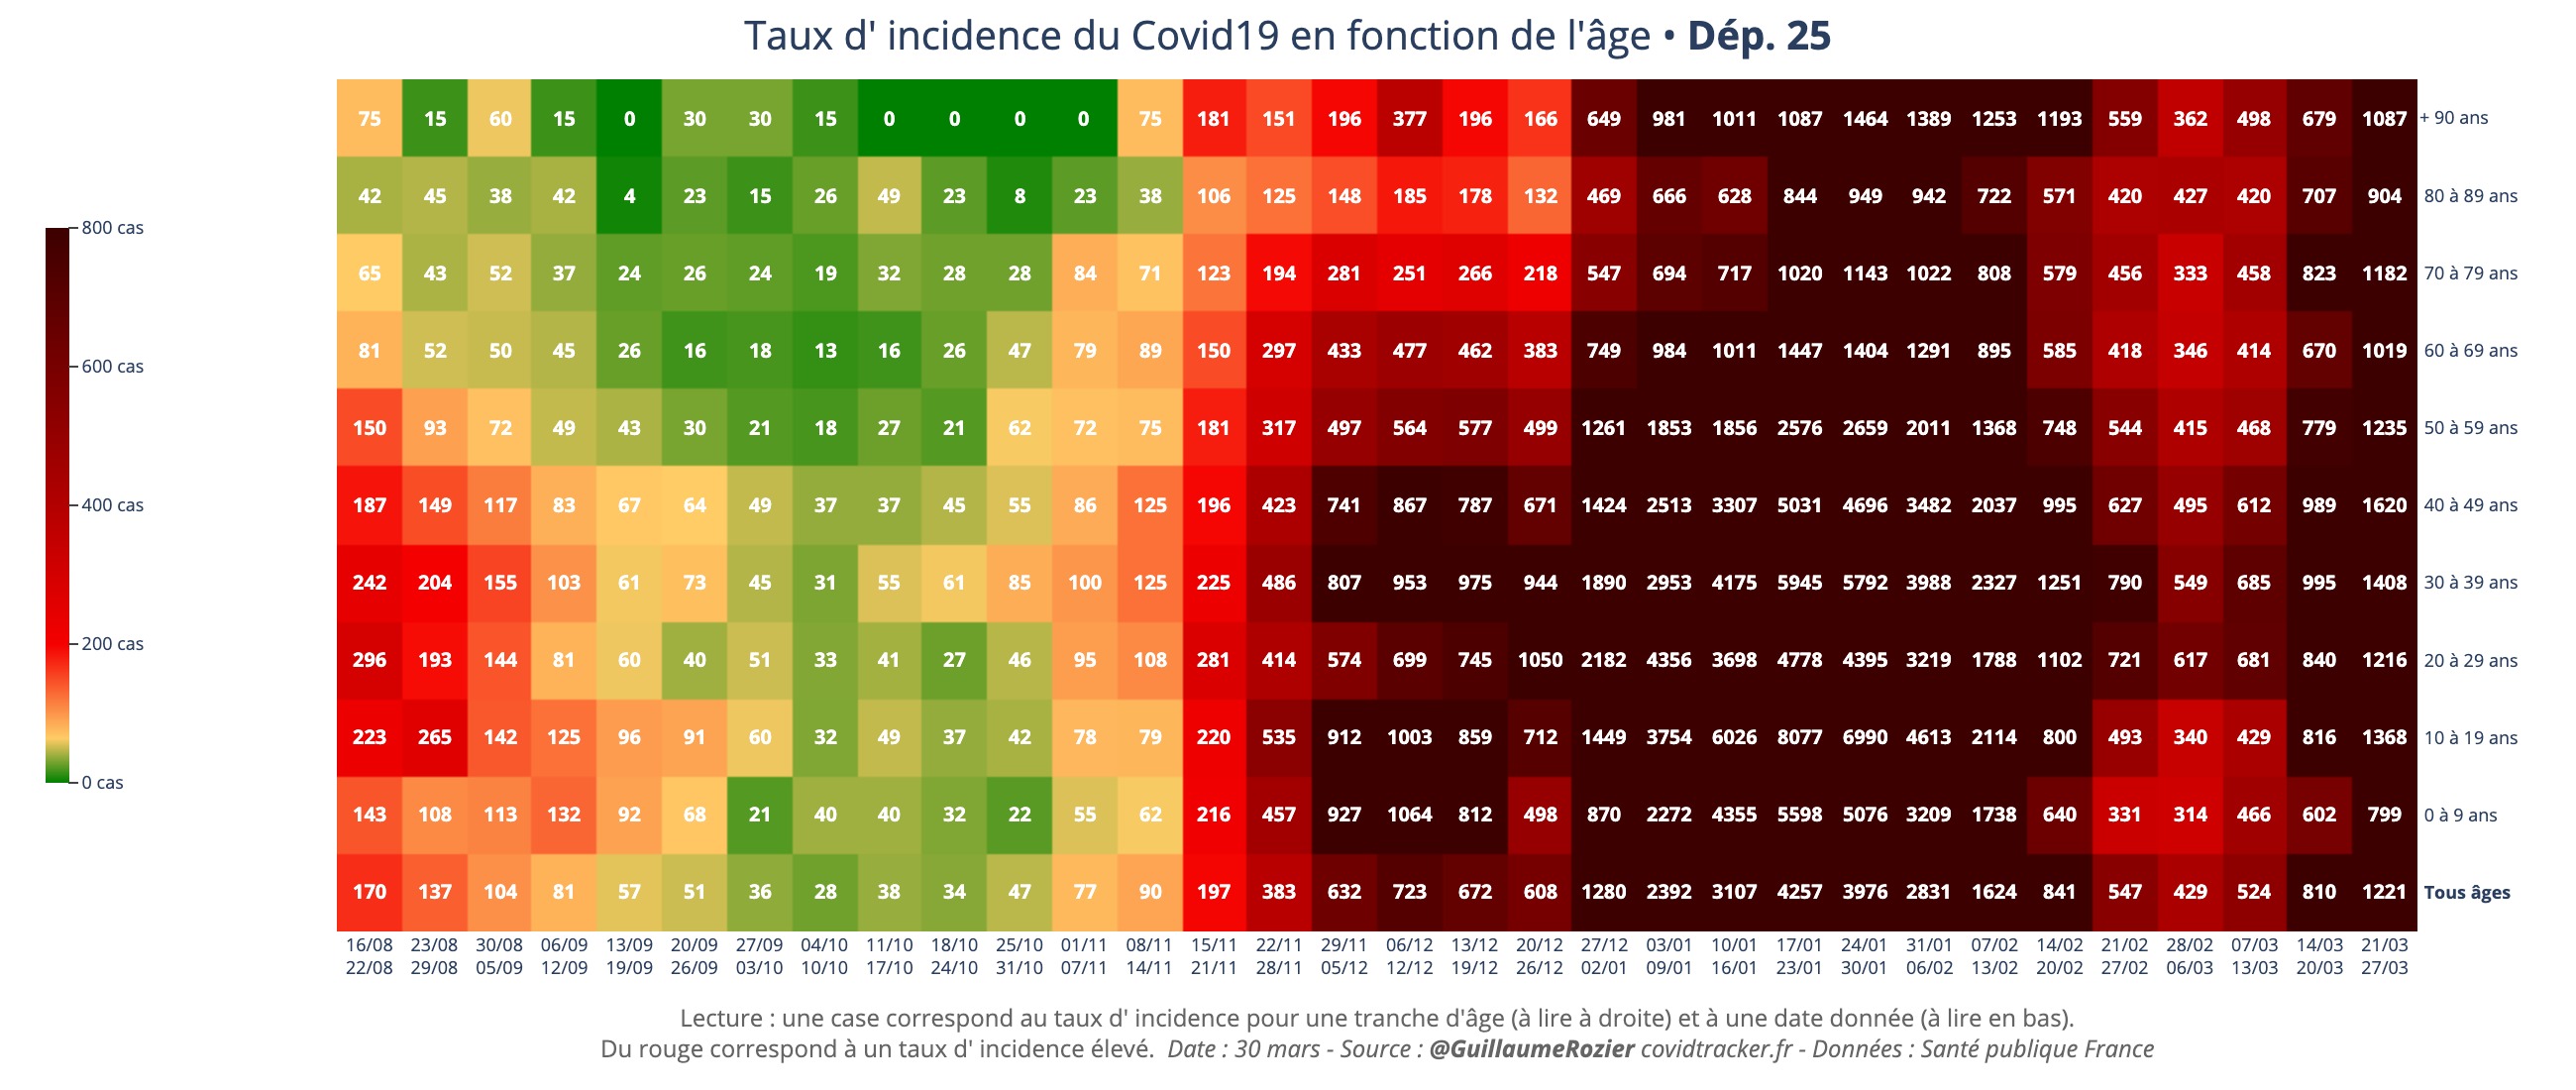 Taux d' incidence du Covid19 en fonction de l'âge • Dép. 25
75 15 60 15 0 30 30 15 0 0 0 0 75 181 151 196 377 196 166 649 981 1011 1087 1464 1389 1253 1193 559 362 498 679 1087 + 90 ans
42 45 38 42 4 23 15 26 49 23 8 23 38 106 125 148 185 178 132 469 666 628 844 949 942 722 571 420 427 420 707 904 80 à 89 ans
800 cas
65 43 52 37 24 26 24 19 32 28 28 84 71 123 194 281 251 266 218 547 694 717 1020 1143 1022 808 579 456 333 458 823 1182 70 à 79 ans
81 52 50 45 26 16 18 13 16 26 47 79 89 150 297 433 477 462 383 749 984 1011 1447 1404 1291 895 585 418 346 414 670 1019 60 à 69 ans
600 cas
150 93 72 49 43 30 21 18 27 21 62 72 75 181 317 497 564 577 499 1261 1853 1856 2576 2659 2011 1368 748 544 415 468 779 1235 50 à 59 ans
400 cas
187 149 117 83 67 64 49 37 37 45 55 86 125 196 423 741 867 787 671 1424 2513 3307 5031 4696 3482 2037 995 627 495 612 989 1620 40 à 49 ans
242 204 155 103 61 73 45 31 55 61 85 100 125 225 486 807 953 975 944 1890 2953 4175 5945 5792 3988 2327 1251 790 549 685 995 1408 30 à 39 ans
200 cas
296 193 144 81 60 40 51 33 41 27 46 95 108 281 414 574 699 745 1050 2182 4356 3698 4778 4395 3219 1788 1102 721 617 681 840 1216 20 à 29 ans
223 265 142 125 96 91 60 32 49 37 42 78 79 220 535 912 1003 859 712 1449 3754 6026 8077 6990 4613 2114 800 493 340 429 816 1368 10 à 19 ans
0 cas
143 108 113 132 92 68 21 40 40 32 22 55 62 216 457 927 1064 812 498 870 2272 4355 5598 5076 3209 1738 640 331 314 466 602 799 0 à 9 ans
170 137 104 81 57 51 36 28 38 34 47 77 90 197 383 632 723 672 608 1280 2392 3107 4257 3976 2831 1624 841 547 429 524 810 1221 Tous âges
16/08 23/08 30/08 06/09 13/09 20/09 27/09 04/10 11/10 18/10 25/10 01/11 08/11 15/11 22/11 29/11 06/12 13/12 20/12 27/12 03/01 10/01 17/01 24/01 31/01 07/02 14/02 21/02 28/02 07/03 14/03 21/03
22/08 29/08 05/09 12/09 19/09 26/09 03/10 10/10 17/10 24/10 31/10 07/11 14/11 21/11 28/11 05/12 12/12 19/12 26/12 02/01 09/01 16/01 23/01 30/01 06/02 13/02 20/02 27/02 06/03 13/03 20/03 27/03
Lecture : une case correspond au taux d' incidence pour une tranche d'âge (à lire à droite) et à une date donnée (à lire en bas).
Du rouge correspond à un taux d' incidence élevé. Date : 30 mars - Source : @GuillaumeRozier covidtracker.fr - Données : Santé publique France